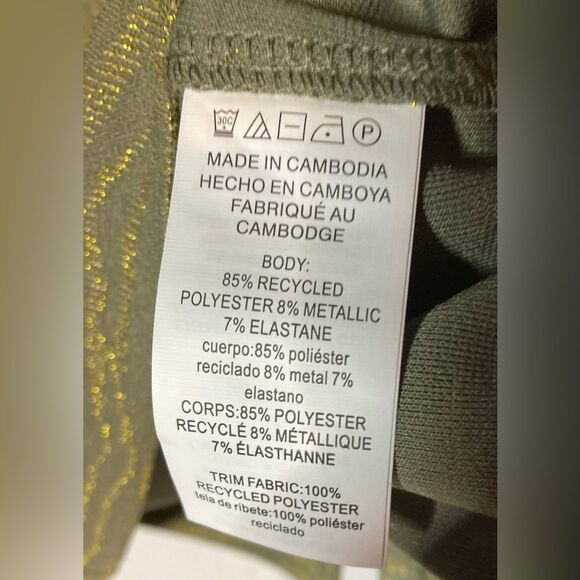 30C P
MADE IN CAMBODIA
HECHO EN CAMBOYA
FABRIQUÉ AU
CAMBODGE
BODY:
85% RECYCLED
POLYESTER 8% METALLIC
7% ELASTANE
cuerpo:85% poliéster
reciclado 8% metal 7%
elastano
CORPS:85% POLYESTER
RECYCLÉ 8% MÉTALLIQUE
7% ÉLASTHANNE
TRIM FABRIC:100%
RECYCLED POLYESTER
tela de ribete:100% poliéster
reciclado